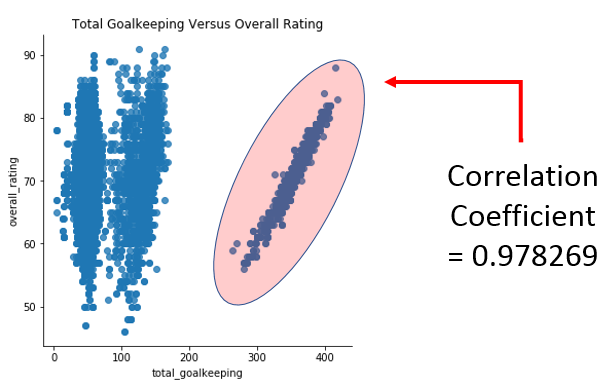 Total Goalkeeping Versus Overall Rating
90
80
70
60
50
overall_rating
0
100
200
300
400
total_goalkeeping
Correlation
Coefficient
= 0.978269